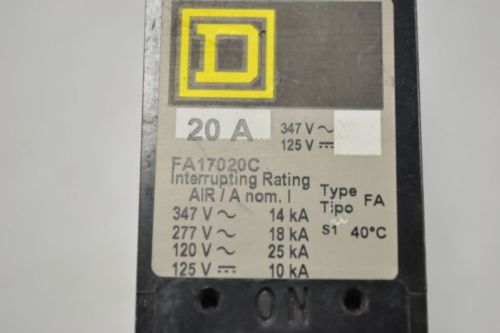 D
20 A 347 V ~
125 V ⎓
FA17020C
Interrupting Rating
AIR / A nom. I
Type FA
Tipo
347 V ~ 14 kA
277 V ~ 18 kA
S1 40°C
120 V ~ 25 kA
125 V ⎓ 10 kA
ON